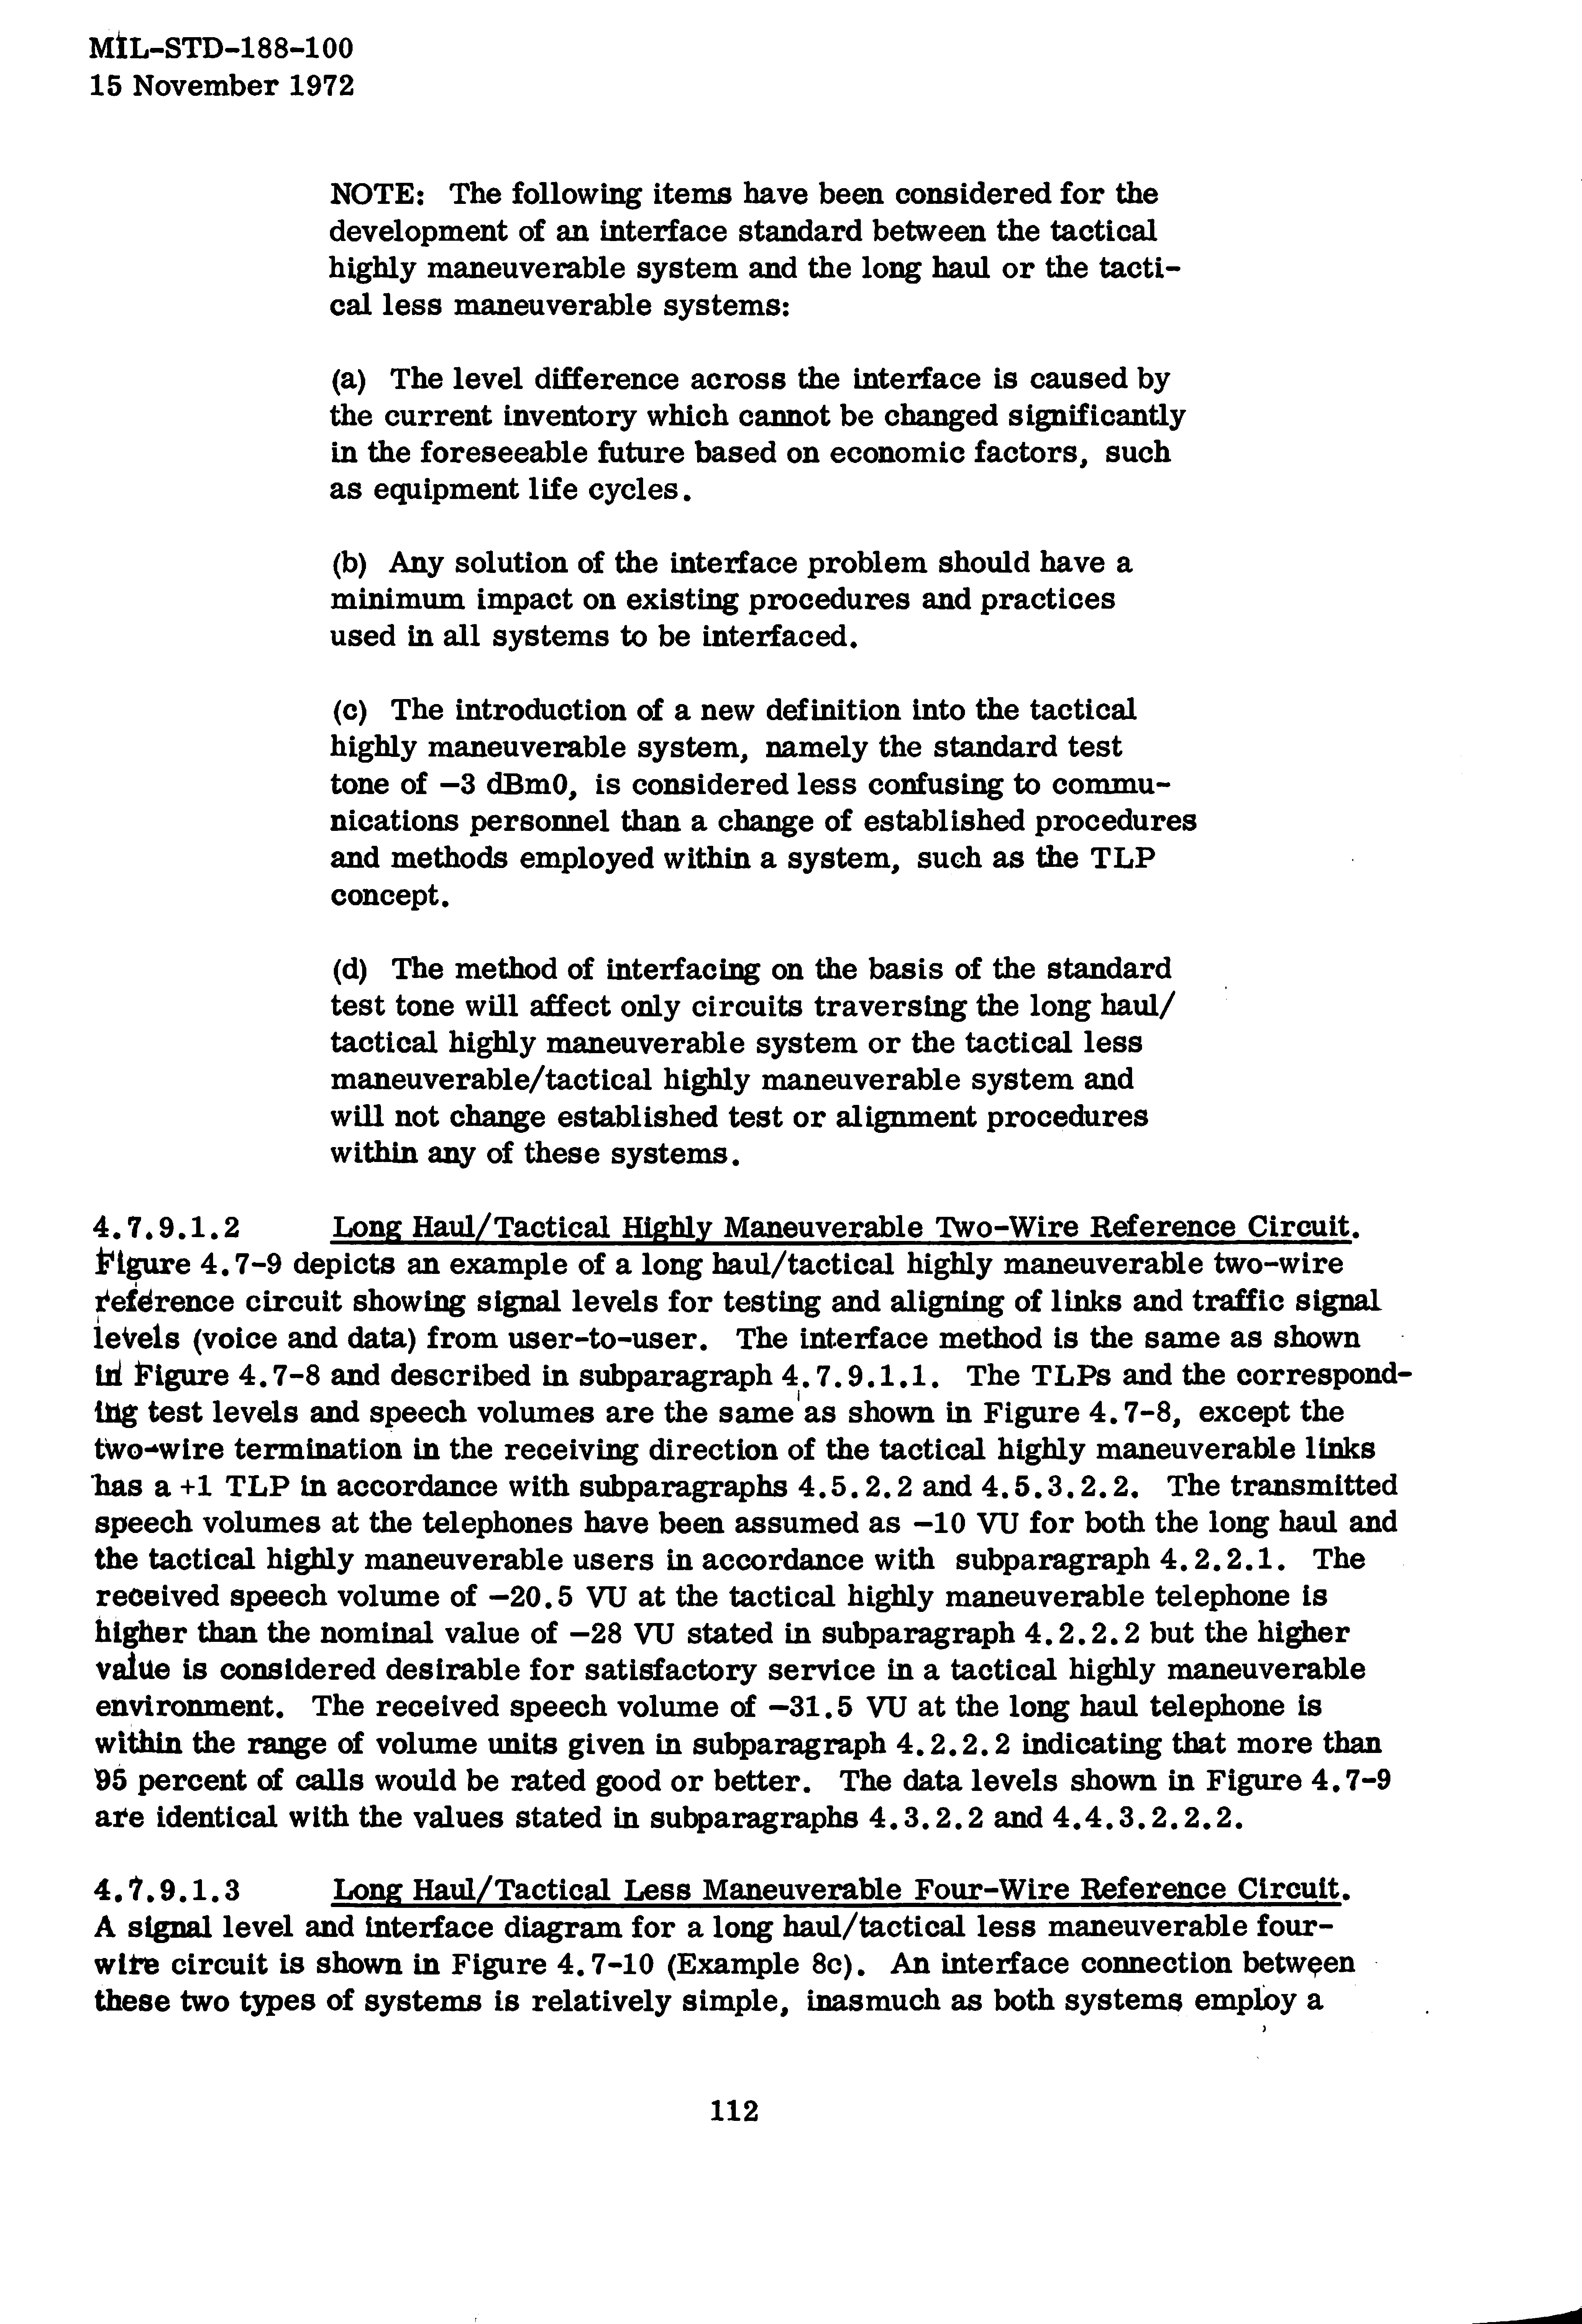 MIL-STD-188-100
15 November 1972
NOTE: The following items have been considered for the
development of an interface standard between the tactical
highly maneuverable system and the long haul or the tacti-
cal less maneuverable systems:
(a) The level difference across the interface is caused by
the current inventory which cannot be changed significantly
in the foreseeable future based on economic factors, such
as equipment life cycles.
(b) Any solution of the interface problem should have a
minimum impact on existing procedures and practices
used in all systems to be interfaced.
(c) The introduction of a new definition into the tactical
highly maneuverable system, namely the standard test
tone of -3 dBm0, is considered less confusing to commu-
nications personnel than a change of established procedures
and methods employed within a system, such as the TLP
concept.
(d) The method of interfacing on the basis of the standard
test tone will affect only circuits traversing the long haul/
tactical highly maneuverable system or the tactical less
maneuverable/tactical highly maneuverable system and
will not change established test or alignment procedures
within any of these systems.
4.7.9.1.2 Long Haul/Tactical Highly Maneuverable Two-Wire Reference Circuit.
Figure 4.7-9 depicts an example of a long haul/tactical highly maneuverable two-wire
reference circuit showing signal levels for testing and aligning of links and traffic signal
levels (voice and data) from user-to-user. The interface method is the same as shown
in Figure 4.7-8 and described in subparagraph 4.7.9.1.1. The TLPs and the correspond-
ing test levels and speech volumes are the same as shown in Figure 4.7-8, except the
two-wire termination in the receiving direction of the tactical highly maneuverable links
has a +1 TLP in accordance with subparagraphs 4.5.2.2 and 4.5.3.2.2. The transmitted
speech volumes at the telephones have been assumed as -10 VU for both the long haul and
the tactical highly maneuverable users in accordance with subparagraph 4.2.2.1. The
received speech volume of -20.5 VU at the tactical highly maneuverable telephone is
higher than the nominal value of -28 VU stated in subparagraph 4.2.2.2 but the higher
value is considered desirable for satisfactory service in a tactical highly maneuverable
environment. The received speech volume of -31.5 VU at the long haul telephone is
within the range of volume units given in subparagraph 4.2.2.2 indicating that more than
95 percent of calls would be rated good or better. The data levels shown in Figure 4.7-9
are identical with the values stated in subparagraphs 4.3.2.2 and 4.4.3.2.2.2.
4.7.9.1.3 Long Haul/Tactical Less Maneuverable Four-Wire Reference Circuit.
A signal level and interface diagram for a long haul/tactical less maneuverable four-
wire circuit is shown in Figure 4.7-10 (Example 8c). An interface connection between
these two types of systems is relatively simple, inasmuch as both systems employ a
112